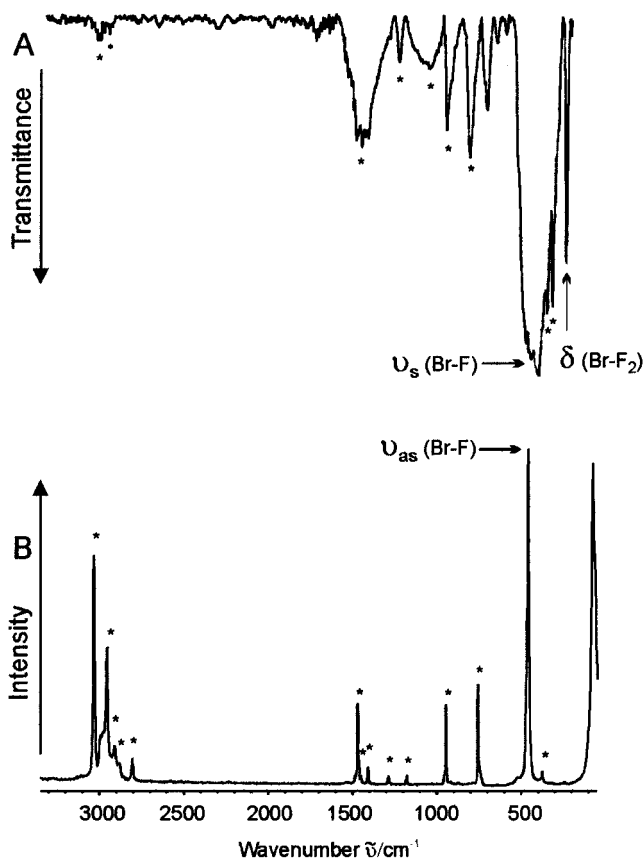 A
Transmittance
* * * * * * * * *
υs (Br-F)
δ (Br-F2)
υas (Br-F)
B
Intensity
* * * * * * * * * * * * *
3000 2500 2000 1500 1000 500
Wavenumber ῦ/cm-1